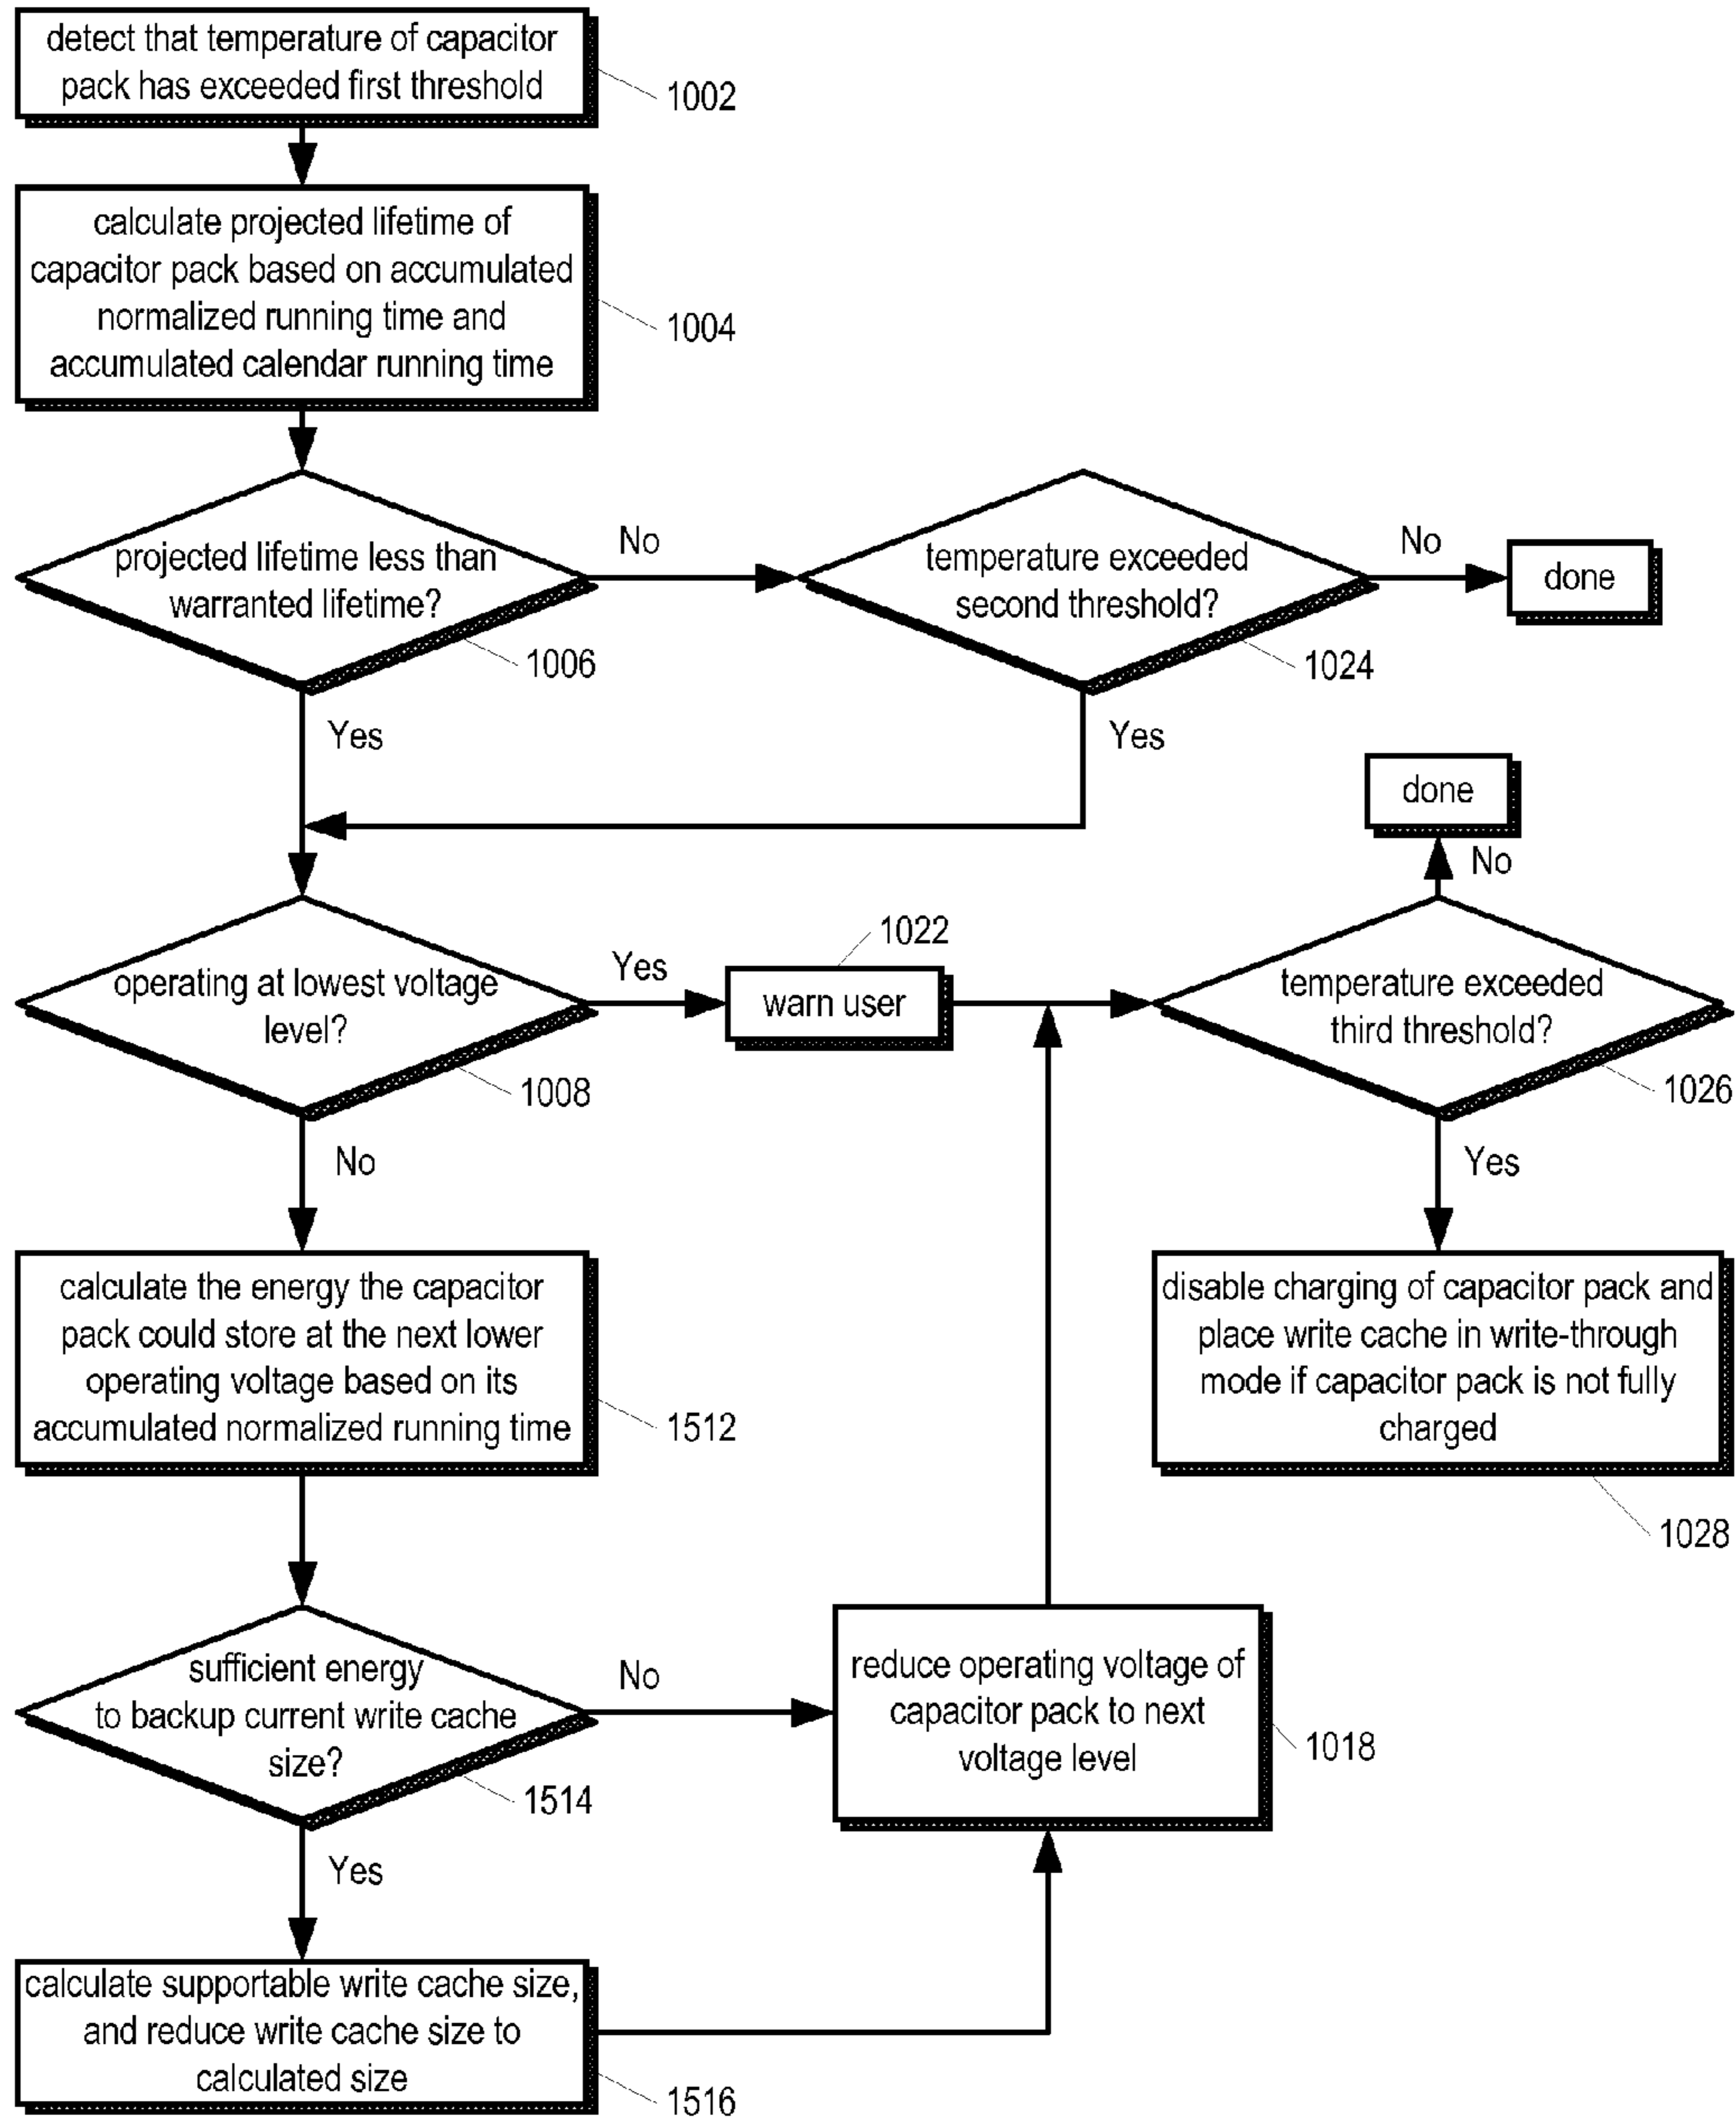 detect that temperature of capacitor
pack has exceeded first threshold
1002
calculate projected lifetime of
capacitor pack based on accumulated
normalized running time and
accumulated calendar running time
1004
projected lifetime less than
warranted lifetime?
1006
No
temperature exceeded
second threshold?
1024
No
done
Yes
Yes
done
No
operating at lowest voltage
level?
1008
Yes
1022
warn user
temperature exceeded
third threshold?
1026
No
Yes
calculate the energy the capacitor
pack could store at the next lower
operating voltage based on its
accumulated normalized running time
1512
disable charging of capacitor pack and
place write cache in write-through
mode if capacitor pack is not fully
charged
1028
sufficient energy
to backup current write cache
size?
1514
No
reduce operating voltage of
capacitor pack to next
voltage level
1018
Yes
calculate supportable write cache size,
and reduce write cache size to
calculated size
1516